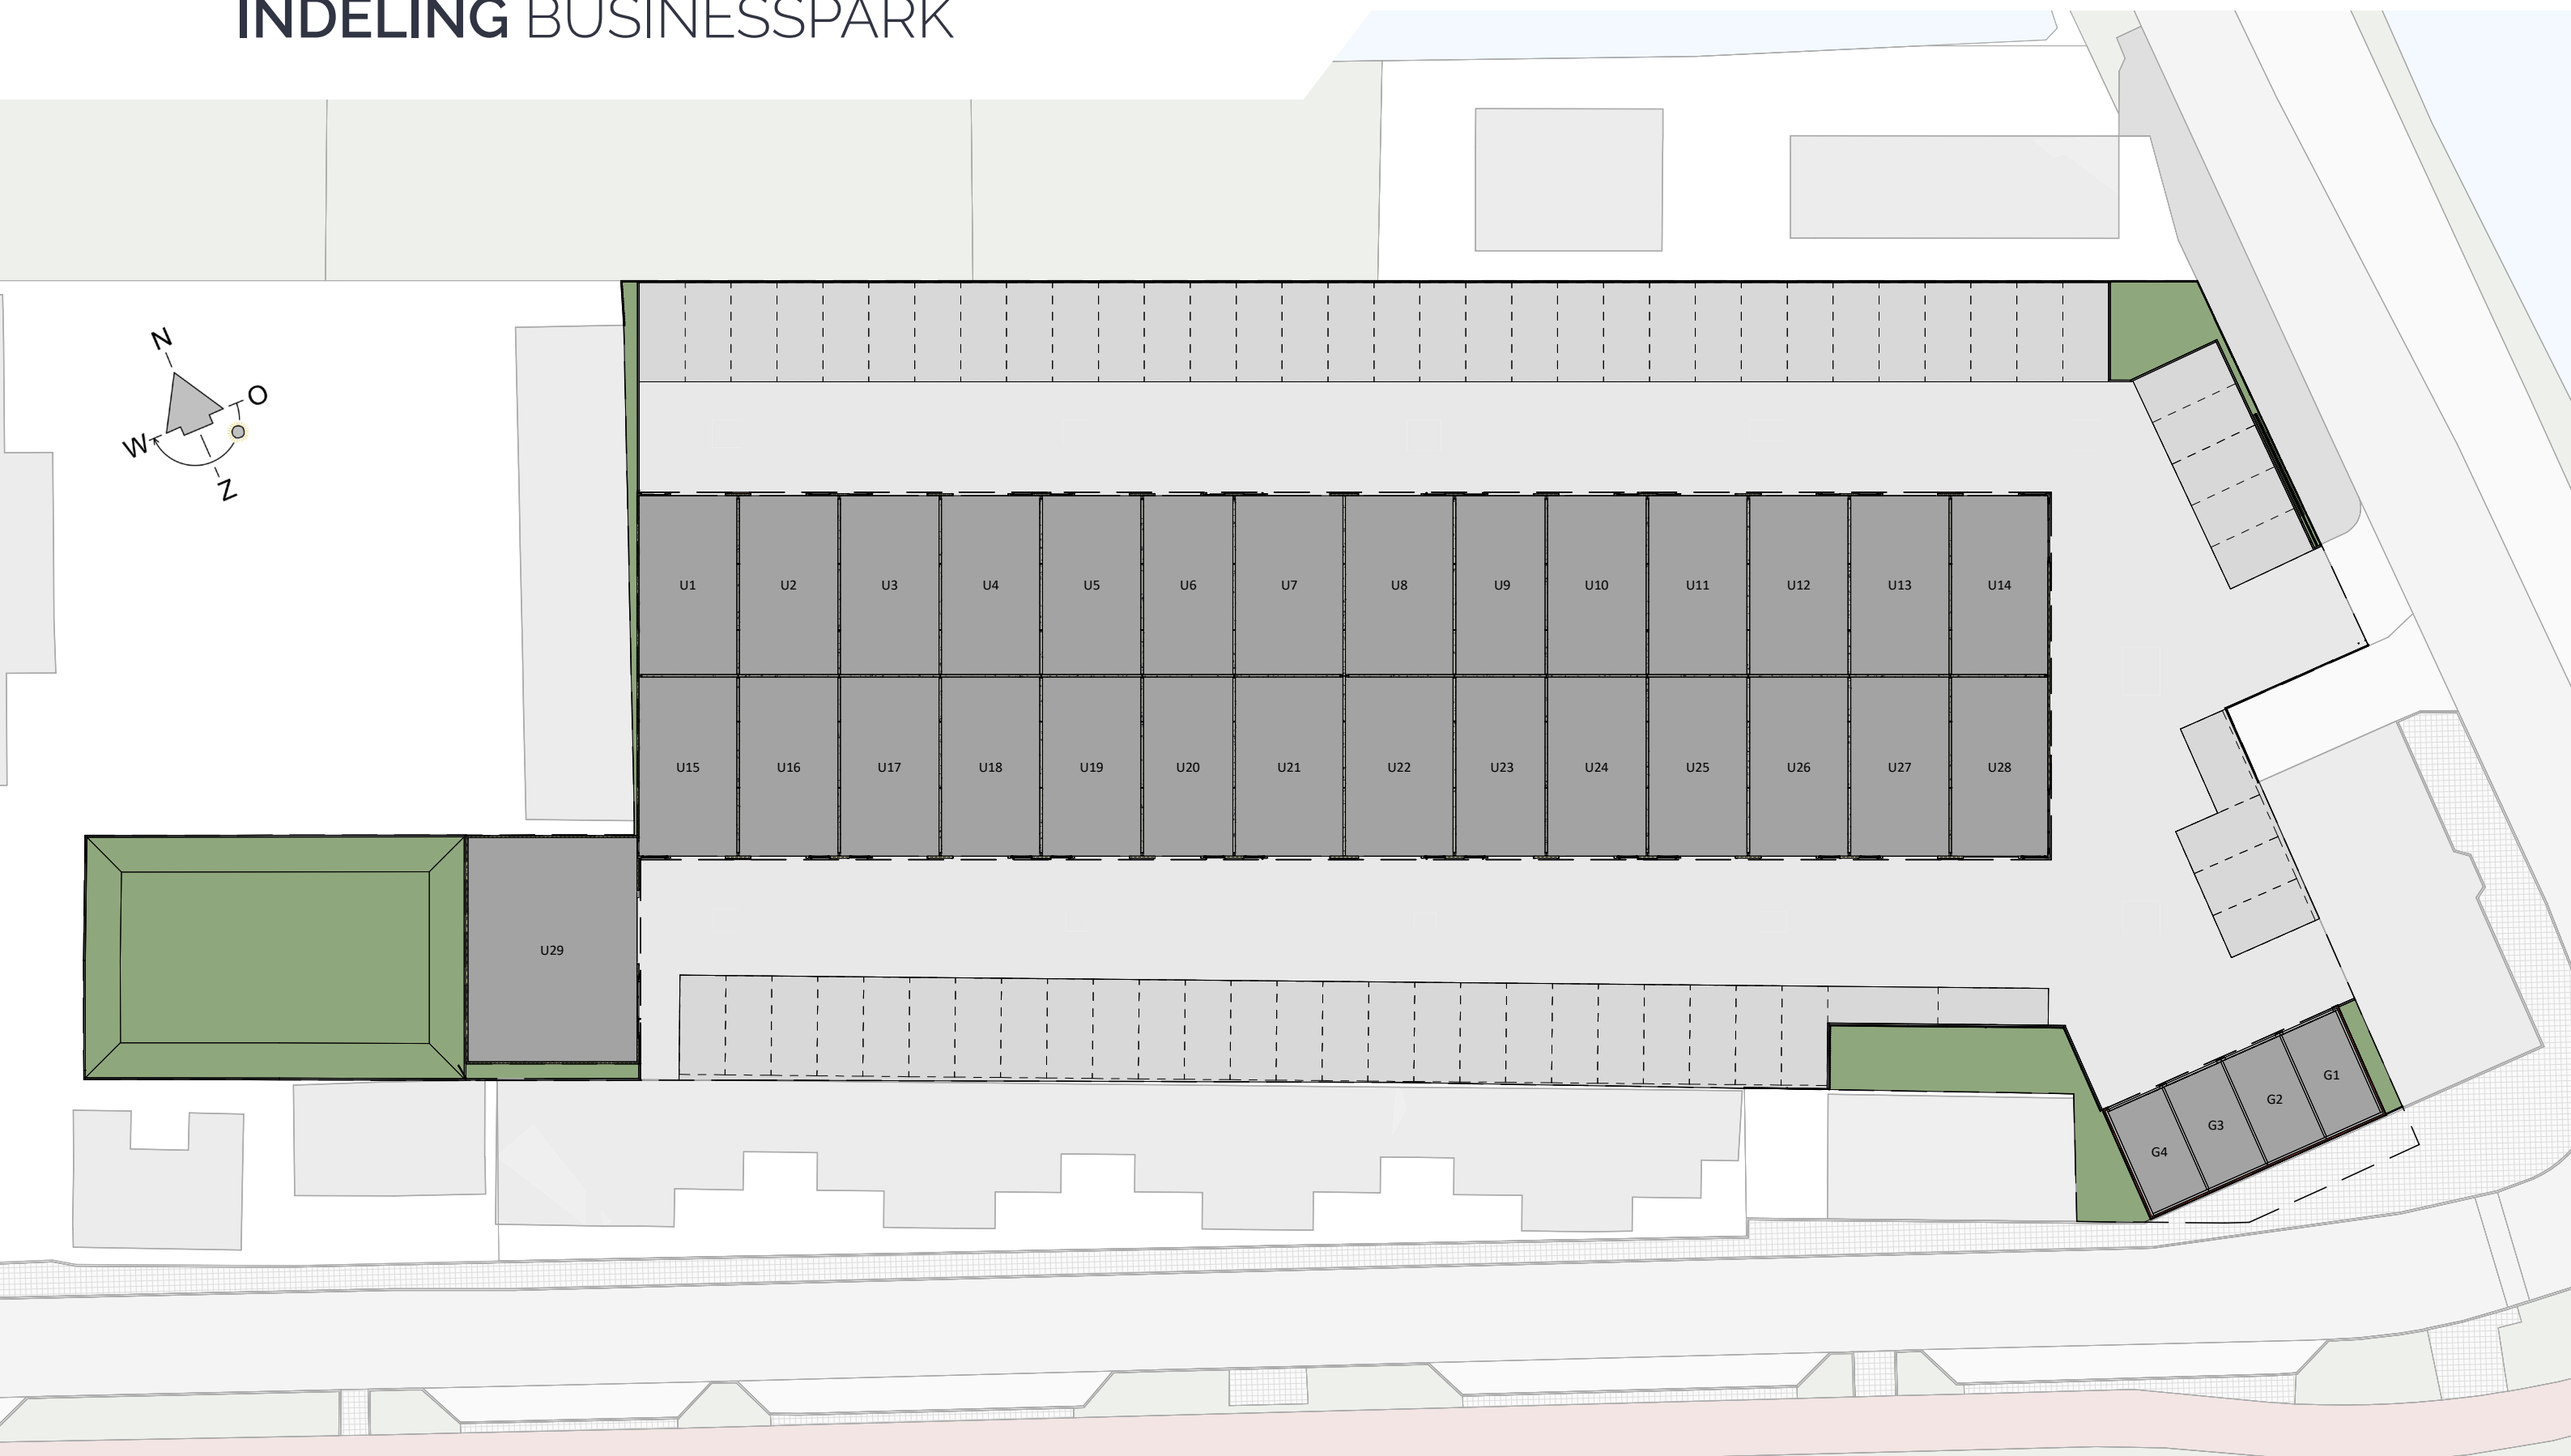 INDELING BUSINESSPARK
N
O
W
Z
U1 U2 U3 U4 U5 U6 U7 U8 U9 U10 U11 U12 U13 U14
U15 U16 U17 U18 U19 U20 U21 U22 U23 U24 U25 U26 U27 U28
U29
G1
G2
G3
G4